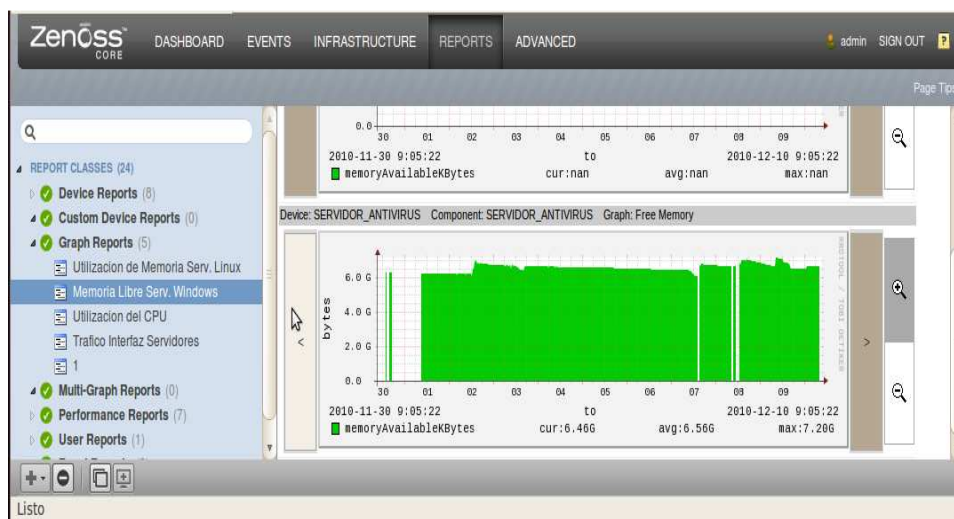 Zenoss
CORE
DASHBOARD EVENTS INFRASTRUCTURE REPORTS ADVANCED
admin SIGN OUT ?
Page Tips
REPORT CLASSES (24)
Device Reports (8)
Custom Device Reports (0)
Graph Reports (5)
Utilizacion de Memoria Serv. Linux
Memoria Libre Serv. Windows
Utilizacion del CPU
Trafico Interfaz Servidores
1
Multi-Graph Reports (0)
Performance Reports (7)
User Reports (1)
0.0
30 01 02 03 04 05 06 07 08 09
2010-11-30 9:05:22 to 2010-12-10 9:05:22
memoryAvailableKBytes cur:nan avg:nan max:nan
Device: SERVIDOR_ANTIVIRUS Component: SERVIDOR_ANTIVIRUS Graph: Free Memory
<
bytes
6.0 G
4.0 G
2.0 G
0.0
30 01 02 03 04 05 06 07 08 09
2010-11-30 9:05:22 to 2010-12-10 9:05:22
memoryAvailableKBytes cur:6.46G avg:6.56G max:7.20G
RRDTOOL / TOBI OETIKER
>
Listo